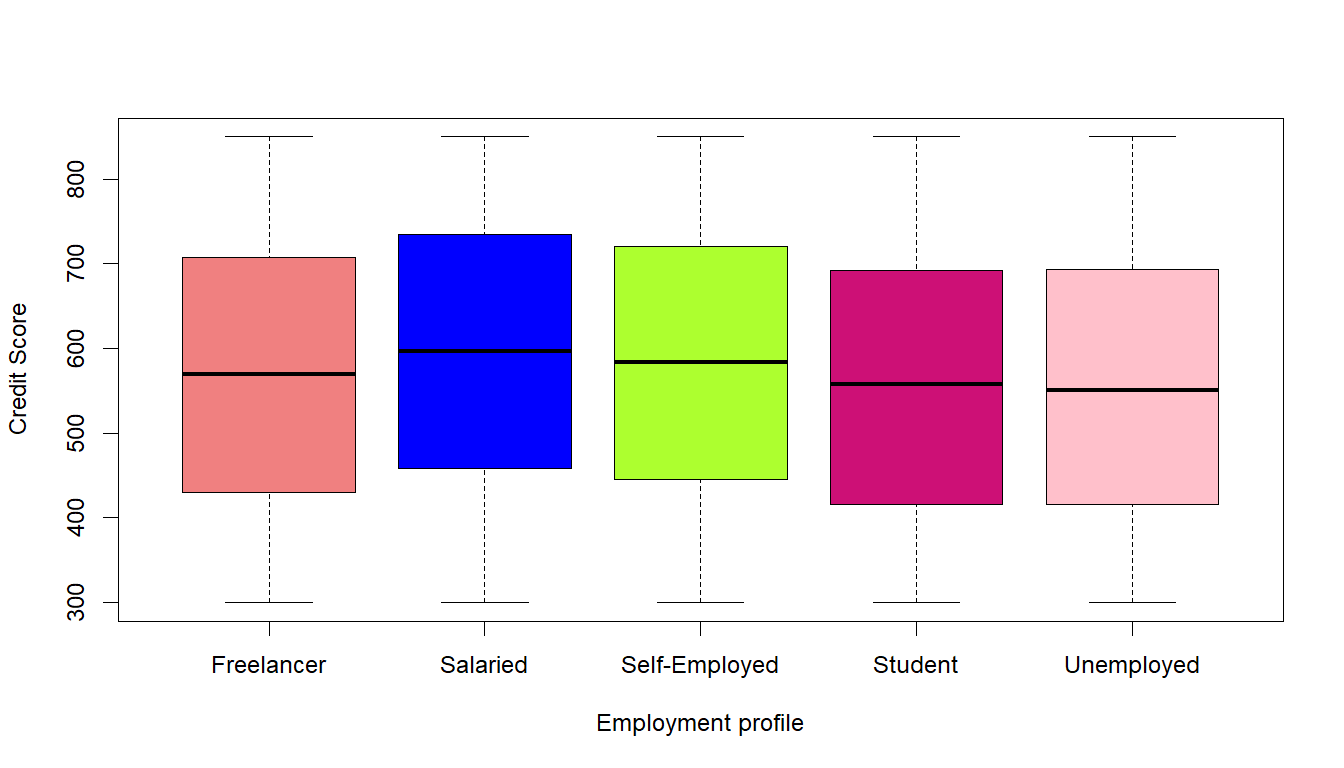 Credit Score
800
700
600
500
400
300
Freelancer Salaried Self-Employed Student Unemployed
Employment profile